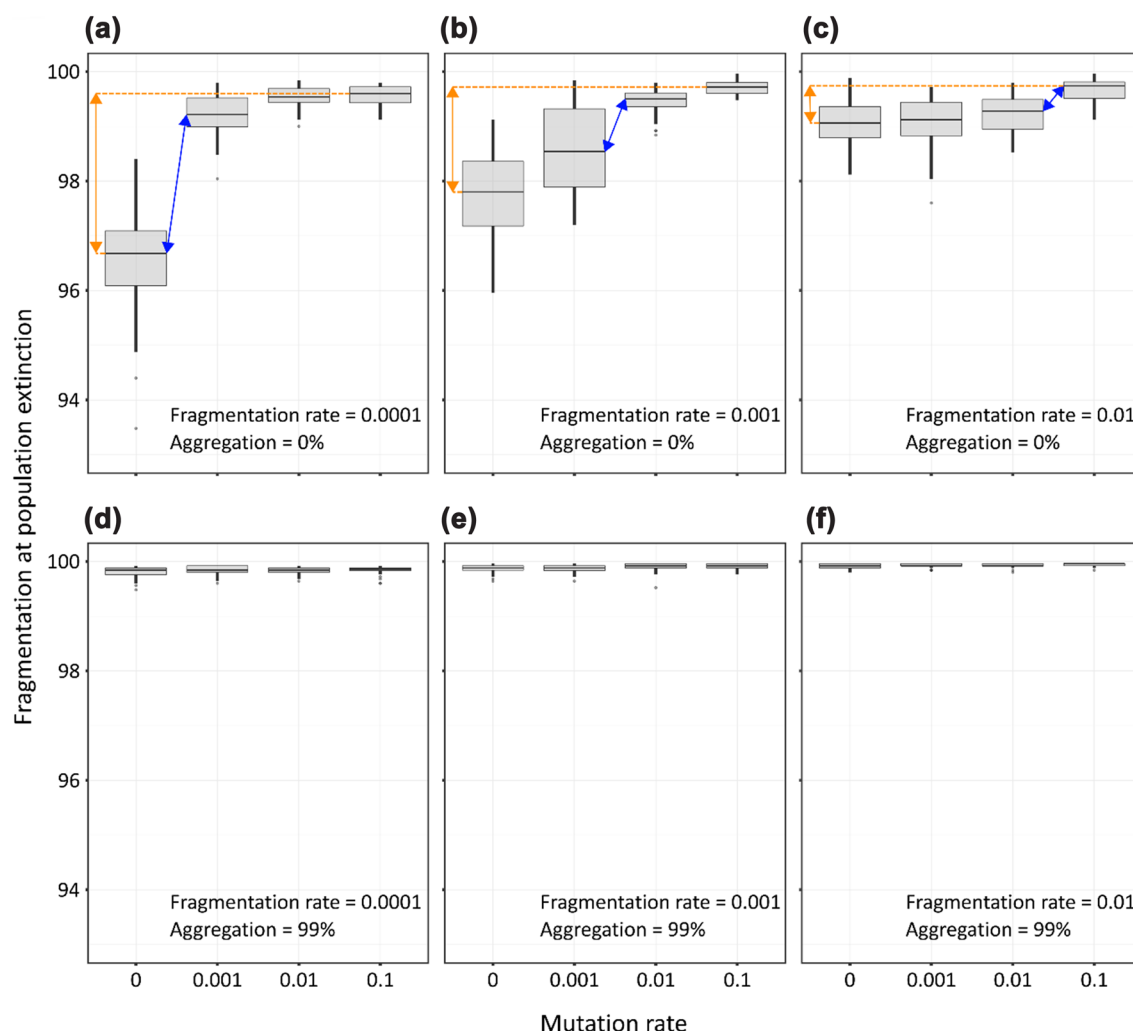 (a) (b) (c)
100
98
96
94
Fragmentation rate = 0.0001
Aggregation = 0%
Fragmentation rate = 0.001
Aggregation = 0%
Fragmentation rate = 0.01
Aggregation = 0%
Fragmentation at population extinction
(d) (e) (f)
100
98
96
94
Fragmentation rate = 0.0001
Aggregation = 99%
Fragmentation rate = 0.001
Aggregation = 99%
Fragmentation rate = 0.01
Aggregation = 99%
0 0.001 0.01 0.1 0 0.001 0.01 0.1 0 0.001 0.01 0.1
Mutation rate